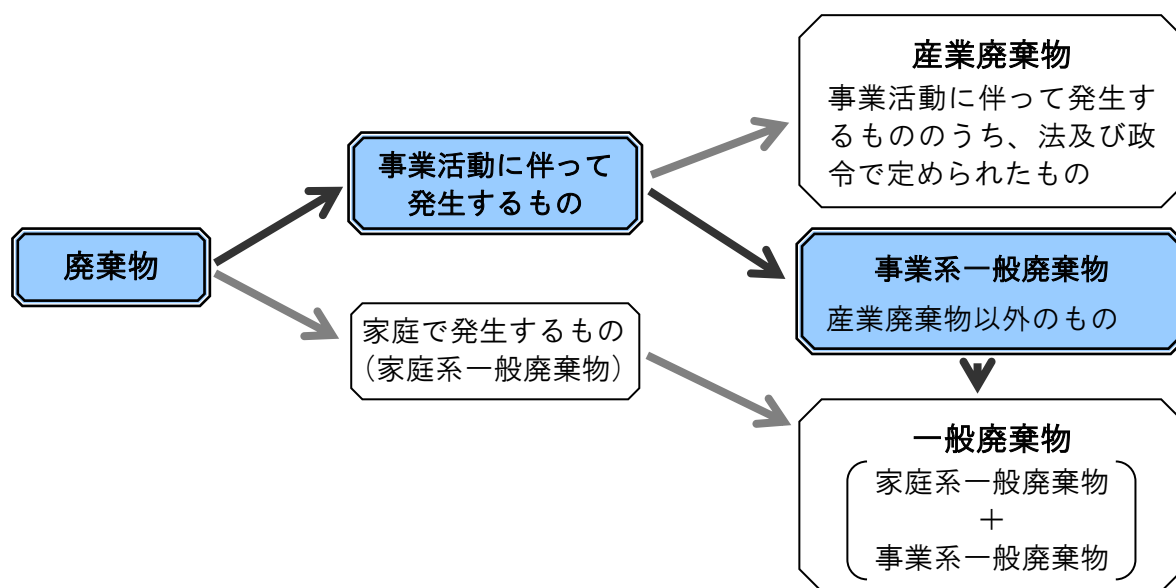 廃棄物
事業活動に伴って
発生するもの
家庭で発生するもの
（家庭系一般廃棄物）
産業廃棄物
事業活動に伴って発生す
るもののうち、法及び政
令で定められたもの
事業系一般廃棄物
産業廃棄物以外のもの
一般廃棄物
家庭系一般廃棄物
＋
事業系一般廃棄物